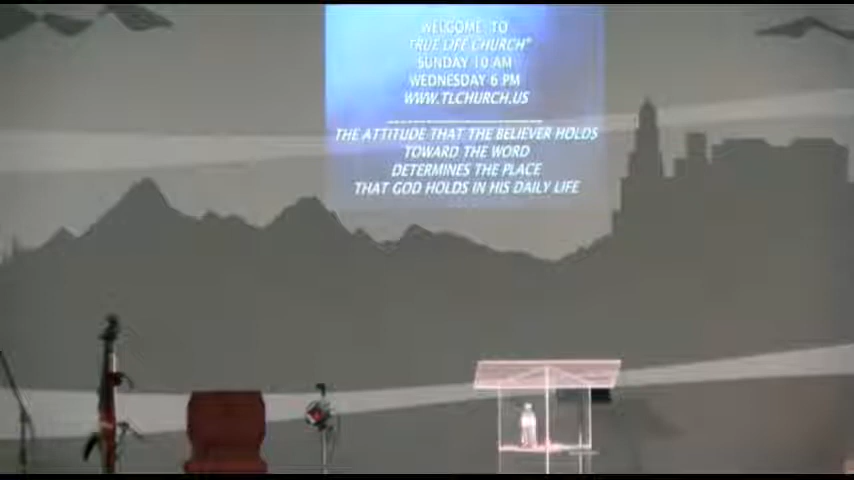 WELCOME TO
"TRUE LIFE CHURCH"
SUNDAY 10 AM
WEDNESDAY 6 PM
WWW.TLCHURCH.US
THE ATTITUDE THAT THE BELIEVER HOLDS
TOWARD THE WORD
DETERMINES THE PLACE
THAT GOD HOLDS IN HIS DAILY LIFE